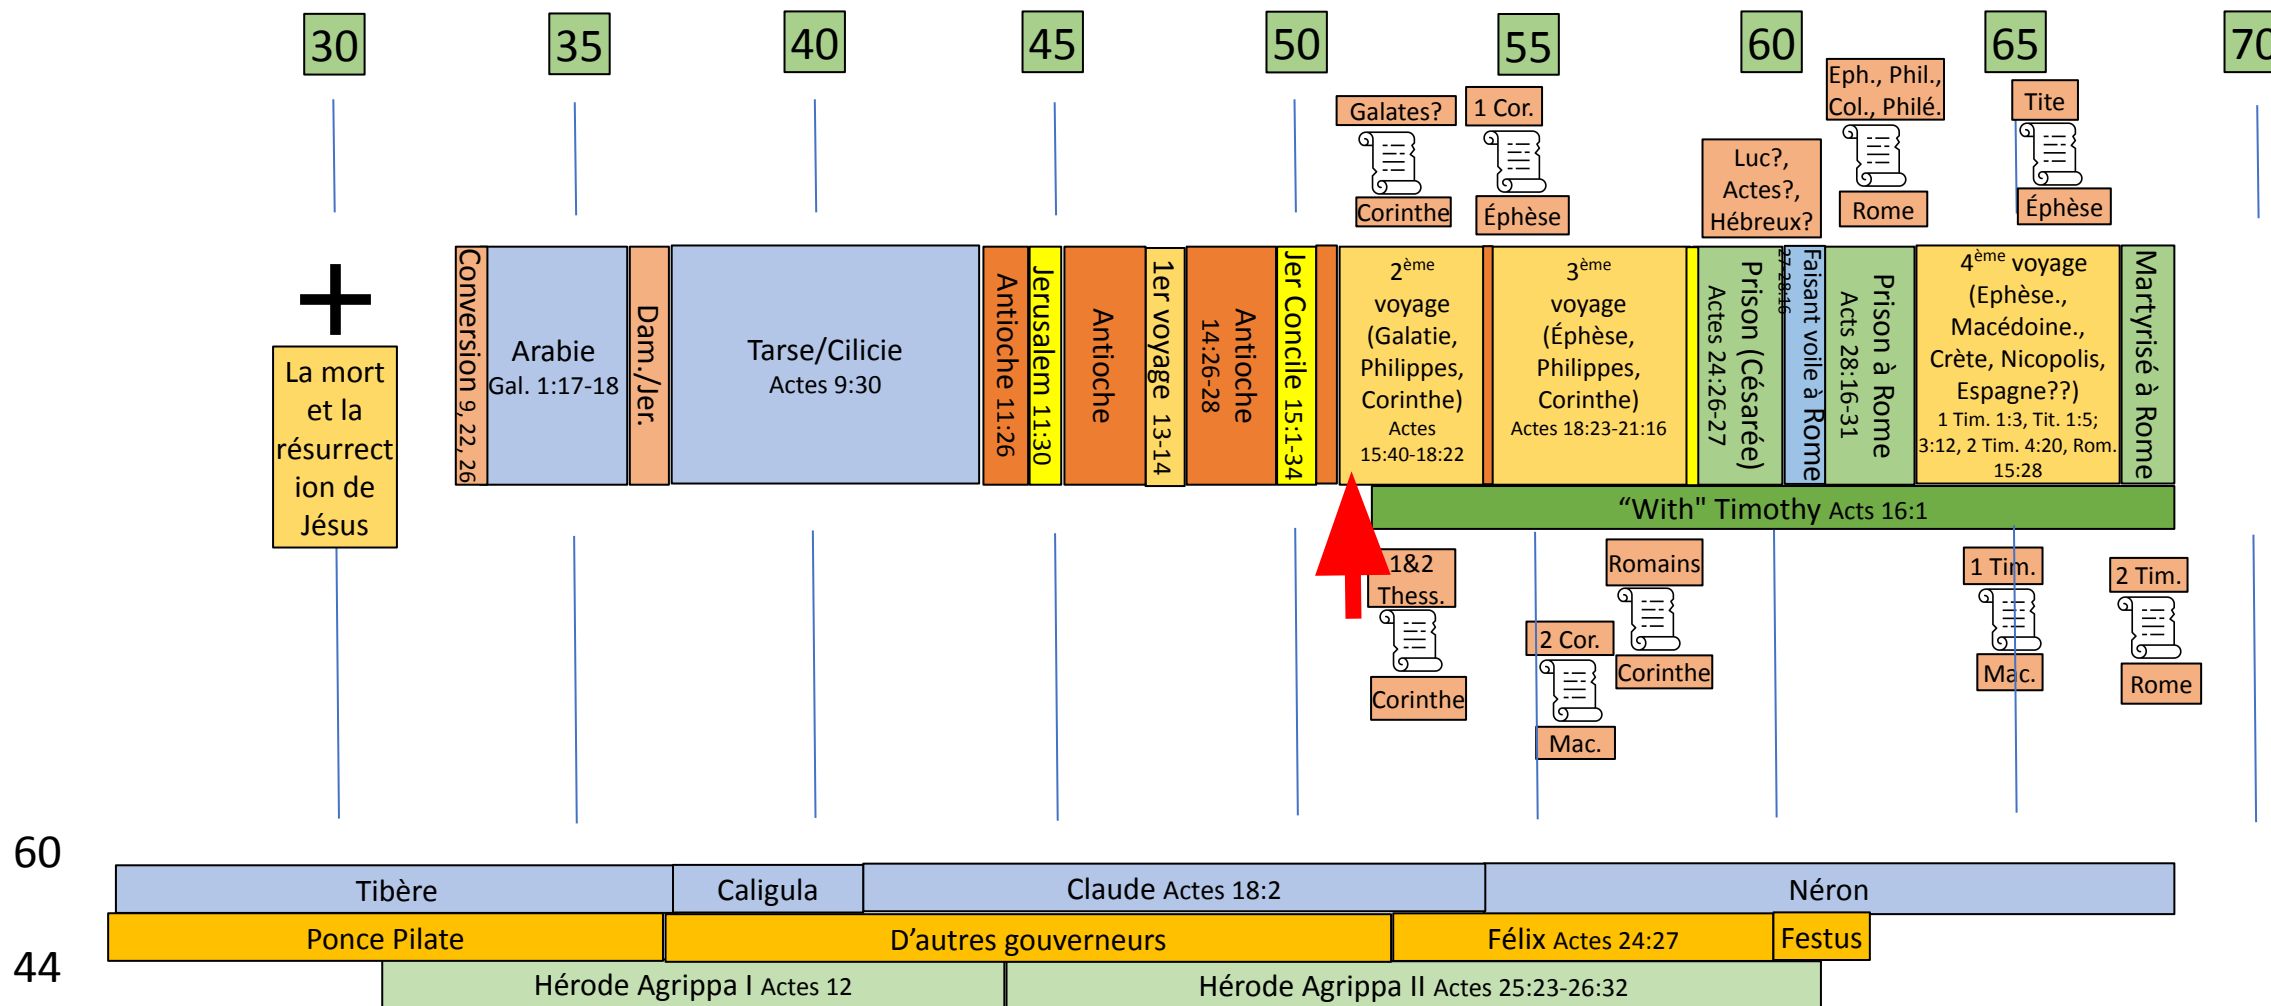 30
35
40
45
50
55
60
65
70
Galates?
Corinthe
1 Cor.
Éphèse
Luc?,
Actes?,
Hébreux?
Eph., Phil.,
Col., Philé.
Rome
Tite
Éphèse
La mort
et la
résurrect
ion de
Jésus
Conversion 9, 22, 26
Arabie
Gal. 1:17-18
Dam./Jer.
Tarse/Cilicie
Actes 9:30
Antioche 11:26
Jerusalem 11:30
Antioche
1er voyage 13-14
Antioche
14:26-28
Jer Concile 15:1-34
2ème
voyage
(Galatie,
Philippes,
Corinthe)
Actes
15:40-18:22
3ème
voyage
(Éphèse,
Philippes,
Corinthe)
Actes 18:23-21:16
Prison (Césarée)
Actes 24:26-27
Faisant voile à Rome
27-28:16
Prison à Rome
Acts 28:16-31
4ème voyage
(Ephèse.,
Macédoine.,
Crète, Nicopolis,
Espagne??)
1 Tim. 1:3, Tit. 1:5;
3:12, 2 Tim. 4:20, Rom.
15:28
Martyrisé à Rome
“With" Timothy Acts 16:1
1&2
Thess.
Corinthe
2 Cor.
Mac.
Romains
Corinthe
1 Tim.
Mac.
2 Tim.
Rome
60
Tibère
Caligula
Claude Actes 18:2
Néron
Ponce Pilate
D’autres gouverneurs
Félix Actes 24:27
Festus
44
Hérode Agrippa I Actes 12
Hérode Agrippa II Actes 25:23-26:32